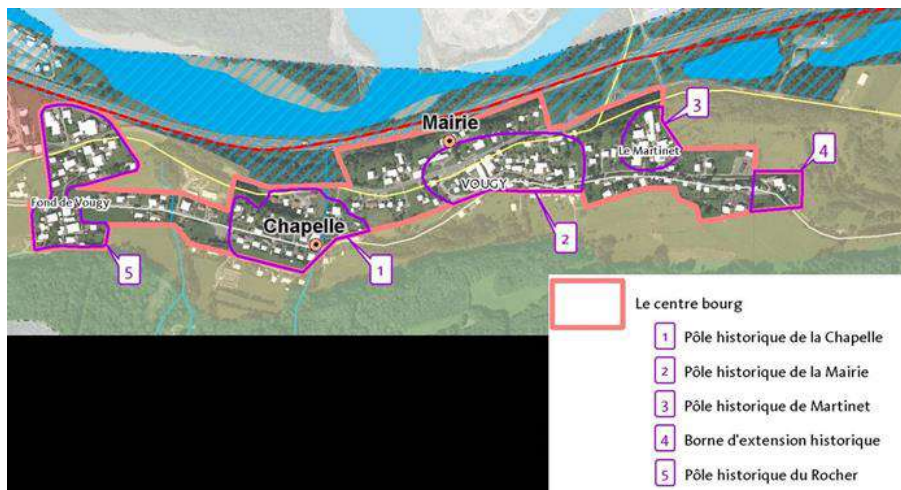 Mairie
3
Le Martinet
4
VOUGY
Fond de Vougy
Chapelle
2
1
5
Le centre bourg
1 Pôle historique de la Chapelle
2 Pôle historique de la Mairie
3 Pôle historique de Martinet
4 Borne d'extension historique
5 Pôle historique du Rocher